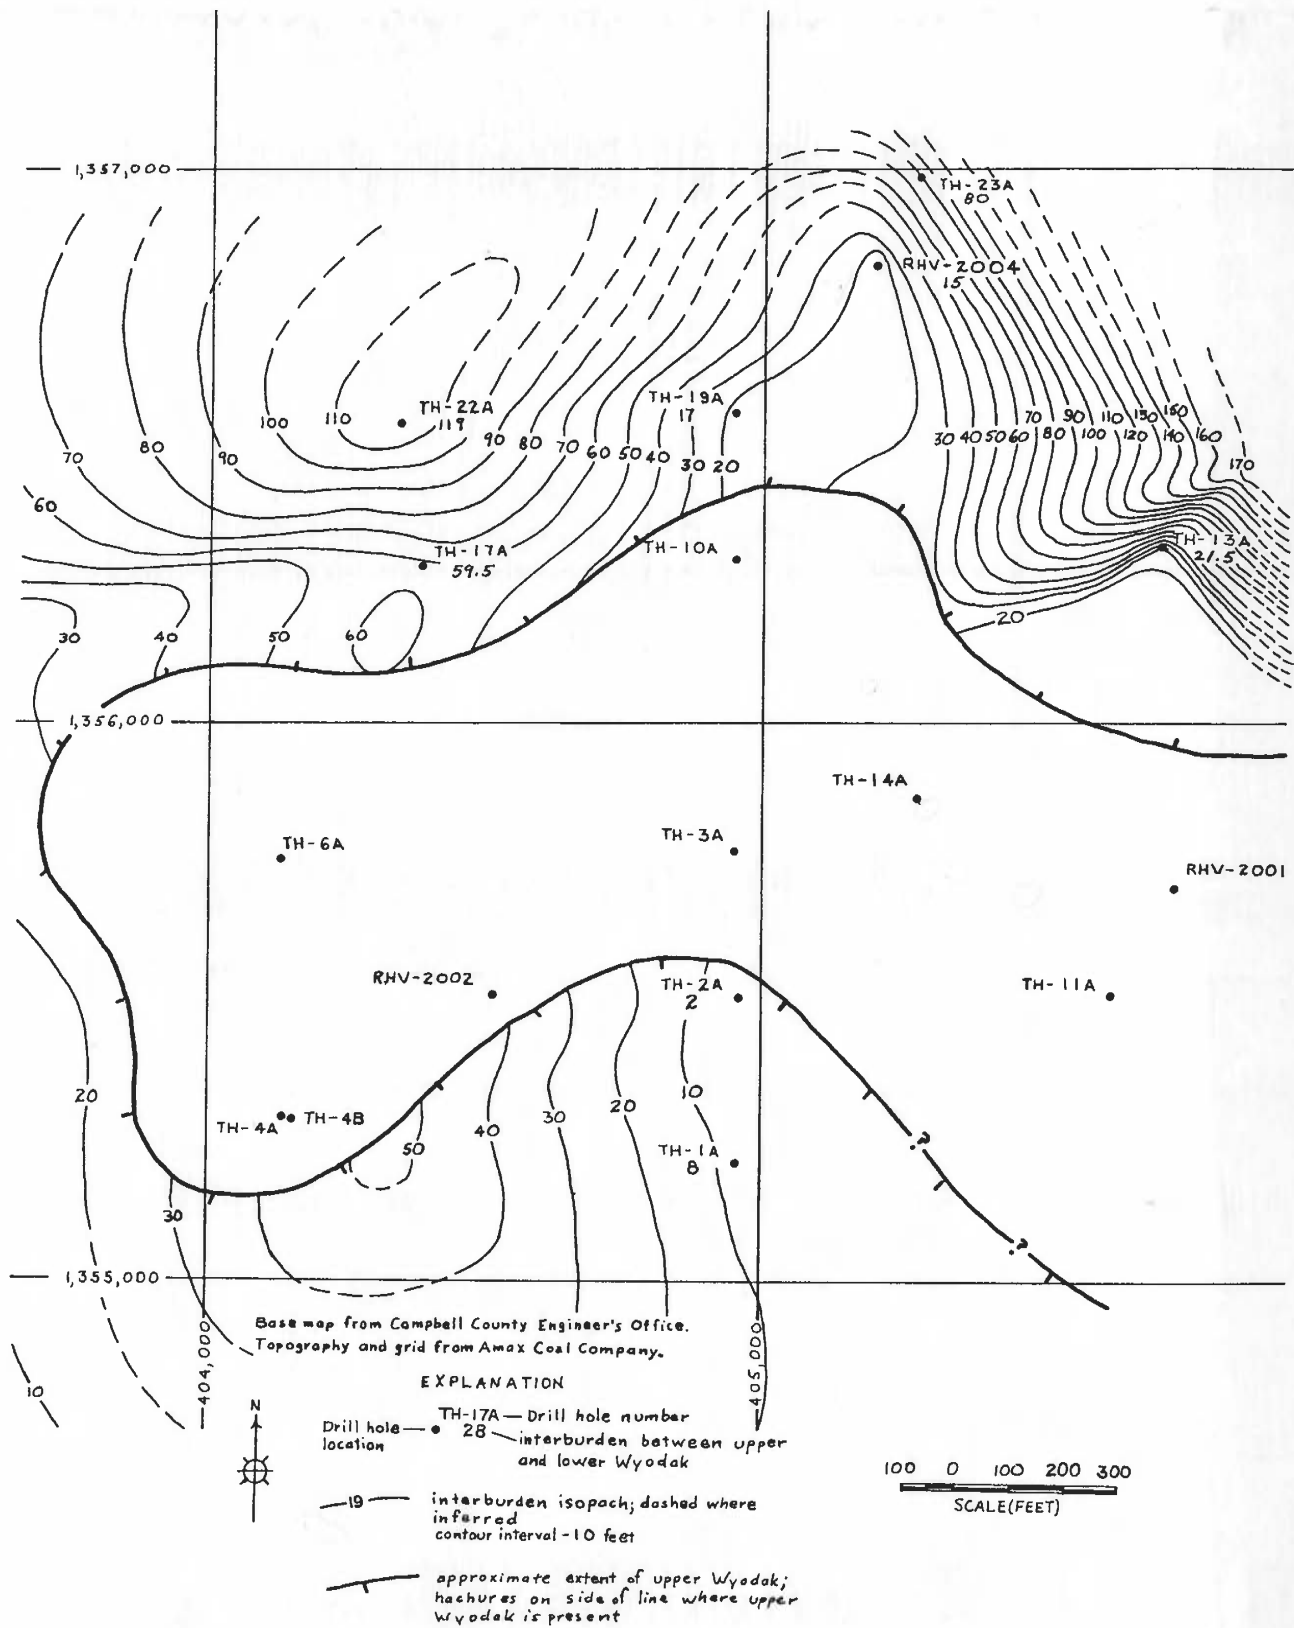 1,357,000
TH-23A
80
RHV-2004
15
TH-22A
119
TH-19A
17
100
110
90
80
70
60
50
40
30
20
70
80
90
60
30
40
50
60
70
80
90
100
110
120
130
140
150
160
170
TH-17A
59.5
TH-10A
TH-13A
21.5
30
40
50
60
20
1,356,000
TH-14A
TH-6A
TH-3A
RHV-2001
RHV-2002
TH-2A
2
TH-11A
20
TH-4A
TH-4B
50
40
30
20
10
TH-1A
8
?
30
?
1,355,000
10
404,000
405,000
Base map from Campbell County Engineer's Office.
Topography and grid from Amax Coal Company.
EXPLANATION
N
Drill hole
location
TH-17A — Drill hole number
28
interburden between upper
and lower Wyodak
19
interburden isopach; dashed where
inferred
contour interval - 10 feet
approximate extent of upper Wyodak;
hachures on side of line where upper
Wyodak is present
100 0 100 200 300
SCALE(FEET)